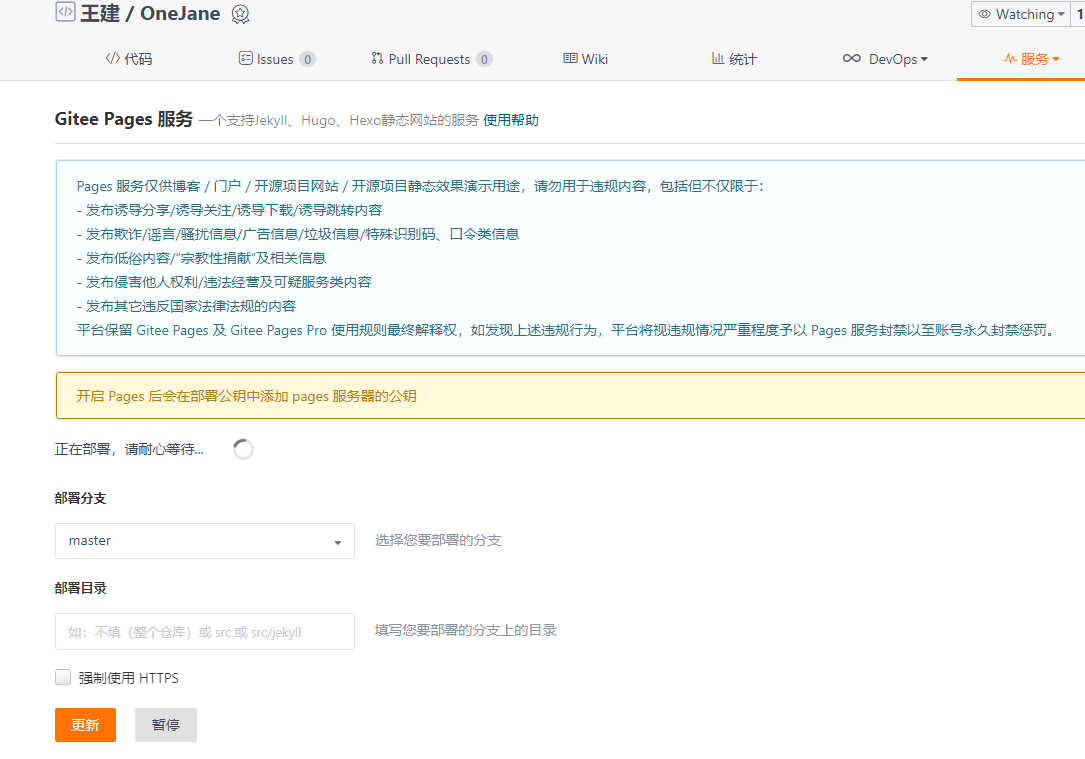 王建 / OneJane
Watching 1
代码 Issues 0 Pull Requests 0 Wiki 统计 DevOps 服务
Gitee Pages 服务 一个支持Jekyll、Hugo、Hexo静态网站的服务 使用帮助
Pages 服务仅供博客 / 门户 / 开源项目网站 / 开源项目静态效果演示用途，请勿用于违规内容，包括但不仅限于：
- 发布诱导分享/诱导关注/诱导下载/诱导跳转内容
- 发布欺诈/谣言/骚扰信息/广告信息/垃圾信息/特殊识别码、口令类信息
- 发布低俗内容/“宗教性捐献”及相关信息
- 发布侵害他人权利/违法经营及可疑服务类内容
- 发布其它违反国家法律法规的内容
平台保留 Gitee Pages 及 Gitee Pages Pro 使用规则最终解释权，如发现上述违规行为，平台将视违规情况严重程度予以 Pages 服务封禁以至账号永久封禁惩罚。
开启 Pages 后会在部署公钥中添加 pages 服务器的公钥
正在部署，请耐心等待...
部署分支
master 选择您要部署的分支
部署目录
如：不填（整个仓库）或 src 或 src/jekyll 填写您要部署的分支上的目录
强制使用 HTTPS
更新 暂停